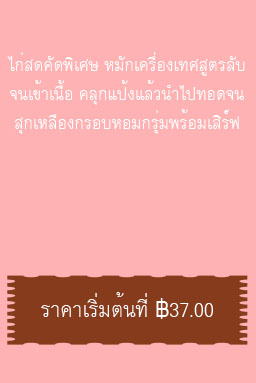 ไก่สดคัดพิเศษ หมักเครื่องเทศสูตรลับ
จนเข้าเนื้อ คลุกแป้งแล้วนำไปทอดจน
สุกเหลืองกรอบหอมกรุ่มพร้อมเสิร์ฟ
ราคาเริ่มต้นที่ ฿37.00